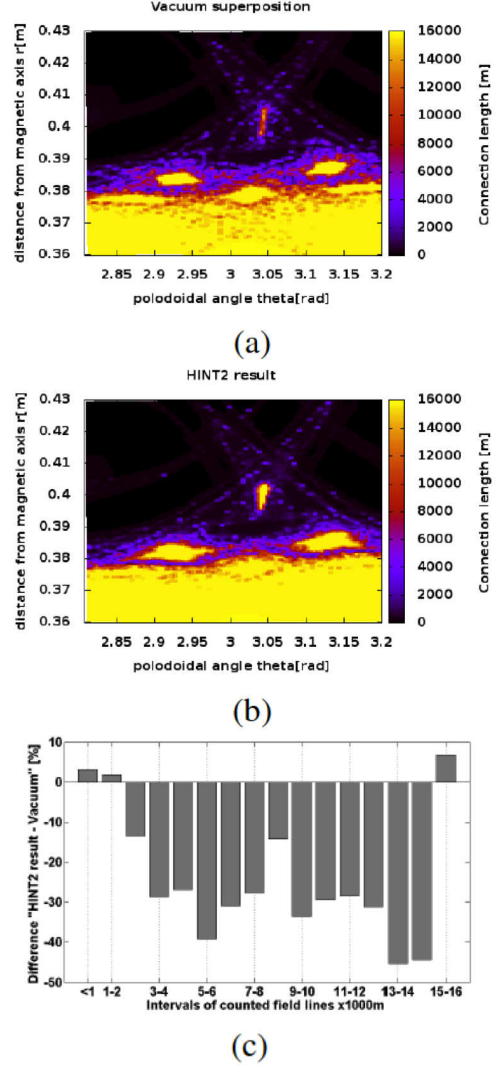 Vacuum superposition
distance from magnetic axis r[m]
0.43
0.42
0.41
0.4
0.39
0.38
0.37
0.36
2.85 2.9 2.95 3 3.05 3.1 3.15 3.2
polodoidal angle theta[rad]
16000
14000
12000
10000
8000
6000
4000
2000
0
Connection length [m]
(a)
HINT2 result
distance from magnetic axis r[m]
0.43
0.42
0.41
0.4
0.39
0.38
0.37
0.36
2.85 2.9 2.95 3 3.05 3.1 3.15 3.2
polodoidal angle theta[rad]
16000
14000
12000
10000
8000
6000
4000
2000
0
Connection length [m]
(b)
Difference "HINT2 result - Vacuum" [%]
10
0
-10
-20
-30
-40
-50
<1 1-2 3-4 5-6 7-8 9-10 11-12 13-14 15-16
Intervals of counted field lines x1000m
(c)